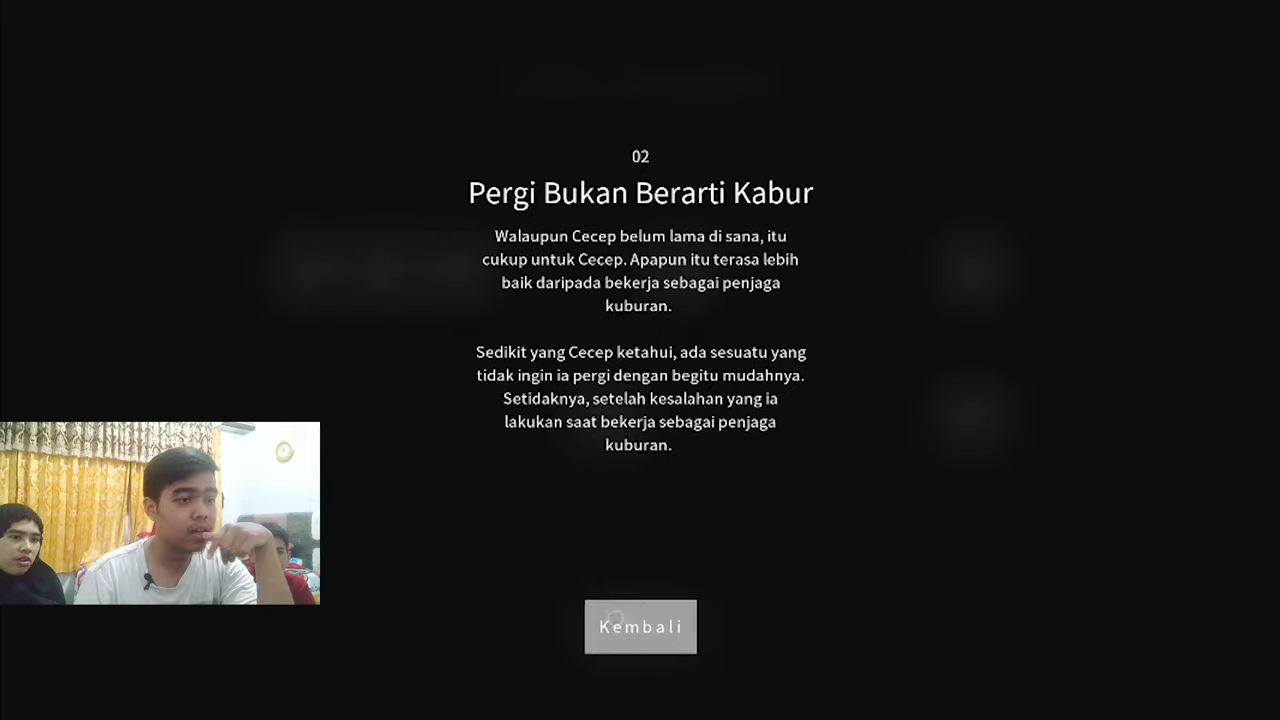 02
Pergi Bukan Berarti Kabur
Walaupun Cecep belum lama di sana, itu
cukup untuk Cecep. Apapun itu terasa lebih
baik daripada bekerja sebagai penjaga
kuburan.
Sedikit yang Cecep ketahui, ada sesuatu yang
tidak ingin ia pergi dengan begitu mudahnya.
Setidaknya, setelah kesalahan yang ia
lakukan saat bekerja sebagai penjaga
kuburan.
Kembali